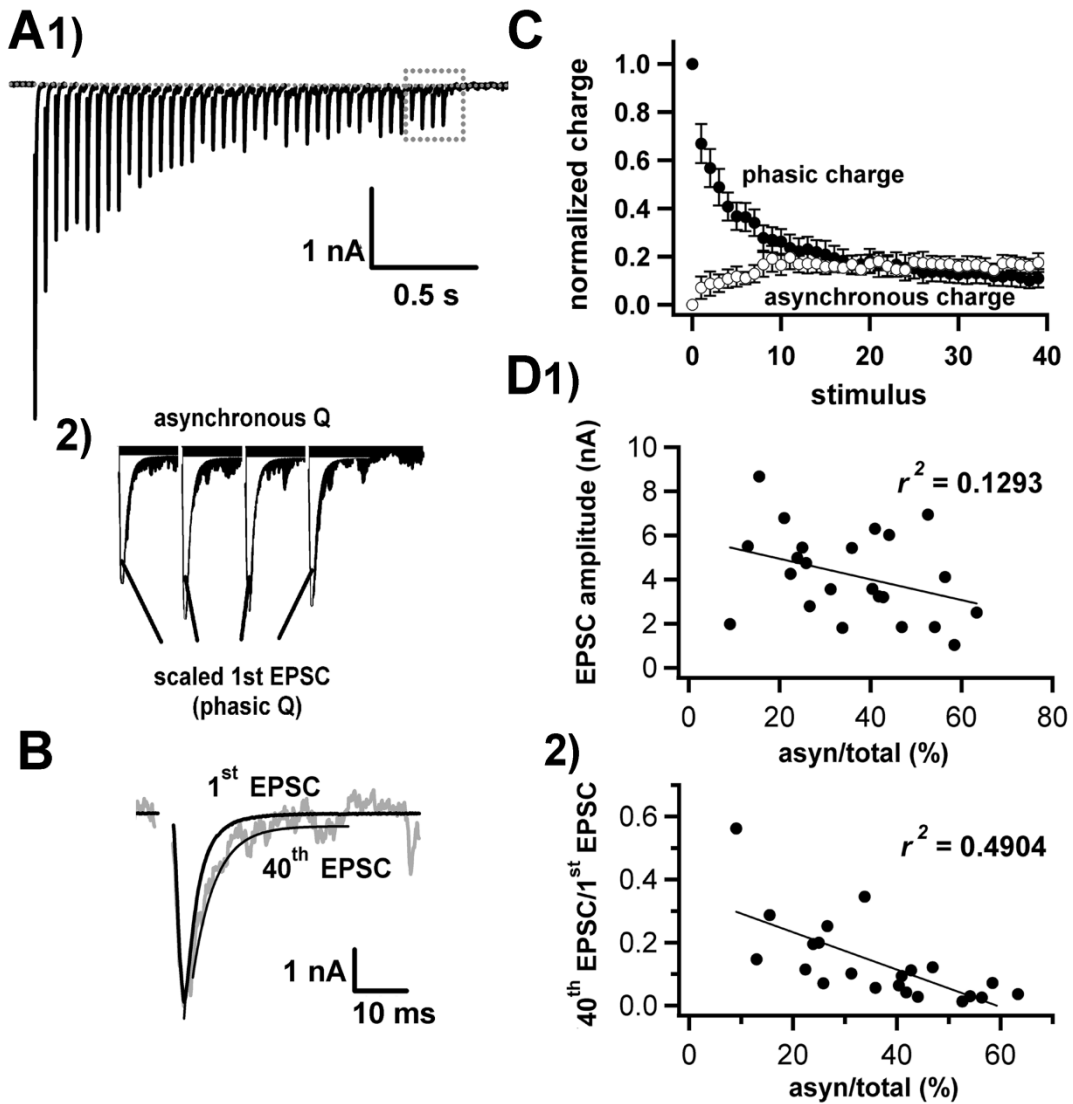 A1)
1 nA
0.5 s
2)
asynchronous Q
scaled 1st EPSC
(phasic Q)
B
1st EPSC
40th EPSC
1 nA
10 ms
C
normalized charge
1.0
0.8
0.6
0.4
0.2
0.0
phasic charge
asynchronous charge
0 10 20 30 40
stimulus
D1)
EPSC amplitude (nA)
10
8
6
4
2
0
r² = 0.1293
0 20 40 60 80
asyn/total (%)
2)
40th EPSC/1st EPSC
0.6
0.4
0.2
0.0
r² = 0.4904
0 20 40 60
asyn/total (%)